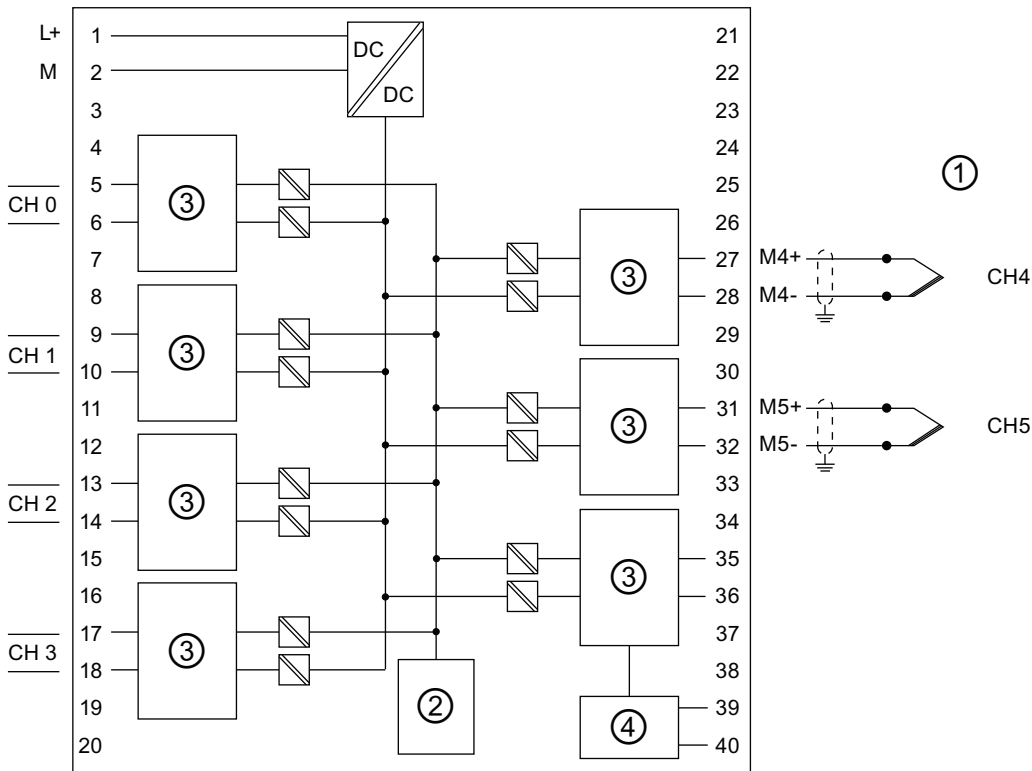 L+ 1 DC 21
M 2 DC 22
3 23
4 24
5 25 ①
CH 0 ③
6 26
7 27 M4+
③ CH4
8 28 M4-
9 29
CH 1 ③
10 30
11 31 M5+
③ CH5
12 32 M5-
13 33
CH 2 ③
14 34
15 35
③
16 36
17 37
CH 3 ③
18 38
19 ② ④ 39
20 40